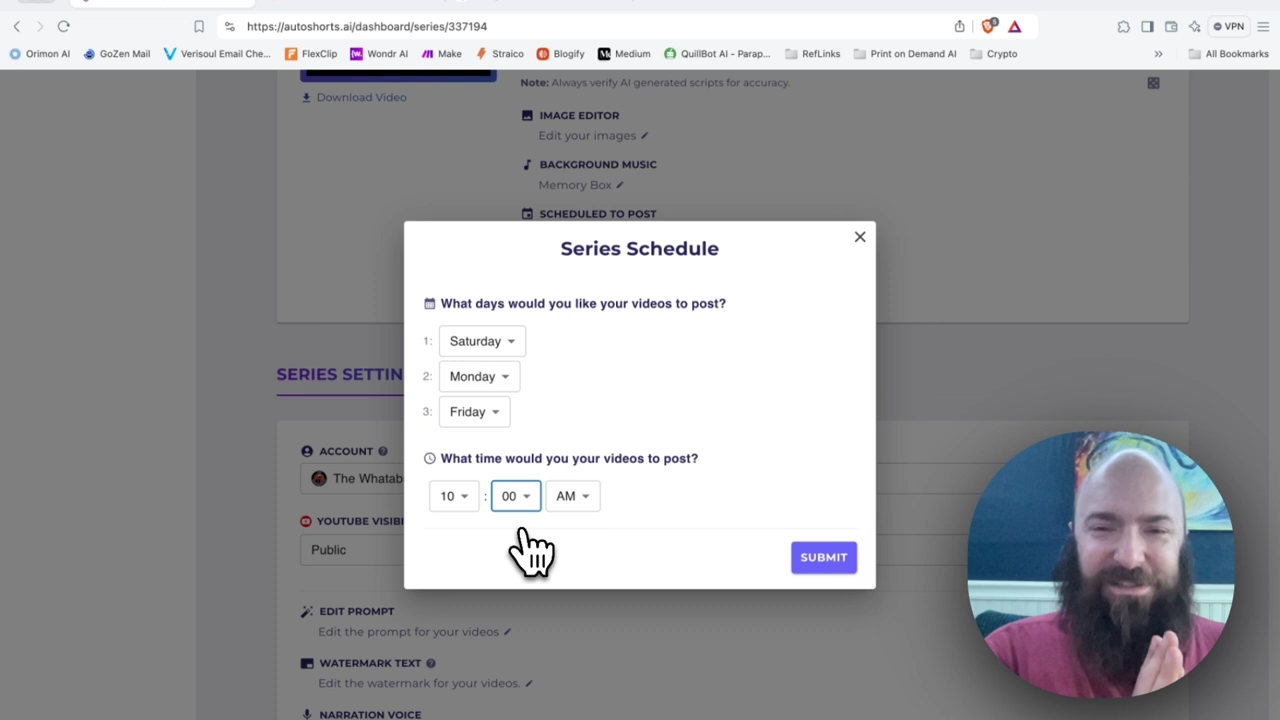 https://autoshorts.ai/dashboard/series/337194
VPN
Orimon AI
GoZen Mail
Verisoul Email Che...
FlexClip
Wondr AI
Make
Straico
Blogify
Medium
QuillBot AI - Parap...
RefLinks
Print on Demand AI
Crypto
All Bookmarks
Download Video
Note: Always verify AI generated scripts for accuracy.
IMAGE EDITOR
Edit your images
BACKGROUND MUSIC
Memory Box
SCHEDULED TO POST
Series Schedule
What days would you like your videos to post?
1: Saturday
2: Monday
3: Friday
What time would you your videos to post?
10 : 00 AM
SUBMIT
SERIES SETTIN
ACCOUNT
The Whatab
YOUTUBE VISIBI
Public
EDIT PROMPT
Edit the prompt for your videos
WATERMARK TEXT
Edit the watermark for your videos.
NARRATION VOICE